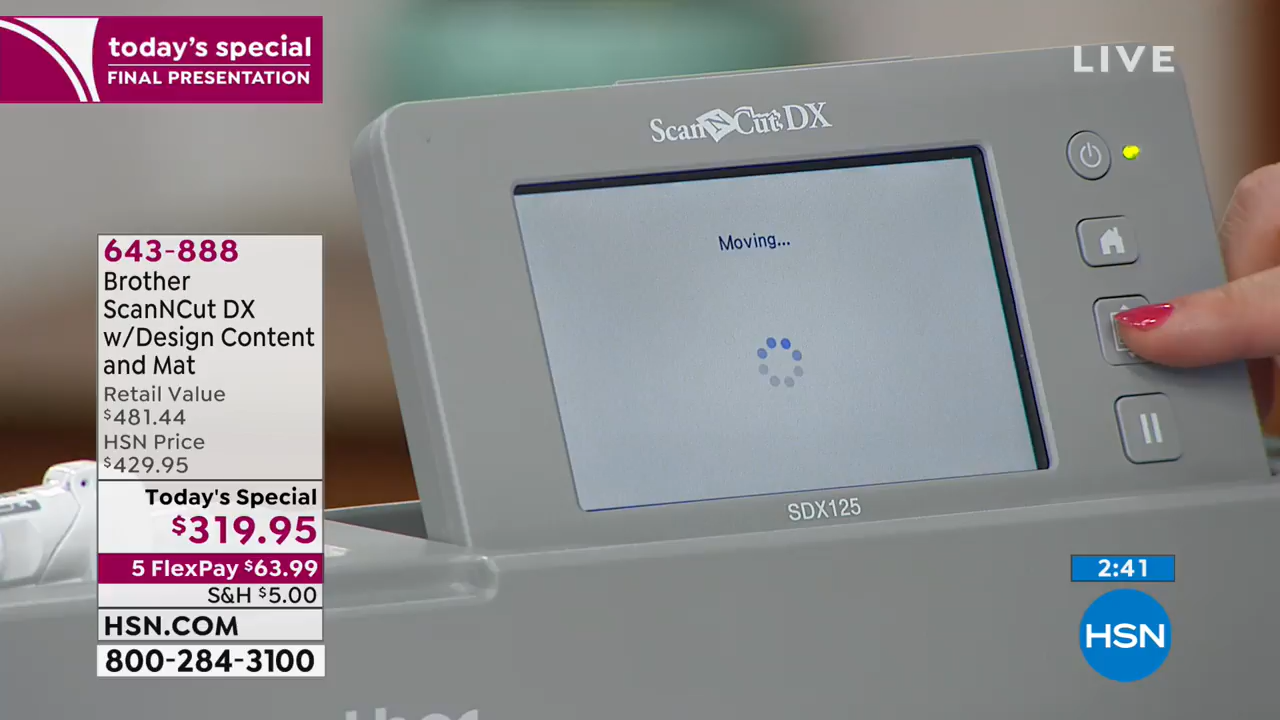 today's special
FINAL PRESENTATION
LIVE
ScanNCut DX
Moving...
SDX125
643-888
Brother
ScanNCut DX
w/Design Content
and Mat
Retail Value
$481.44
HSN Price
$429.95
Today's Special
$319.95
5 FlexPay $63.99
S&H $5.00
HSN.COM
800-284-3100
2:41
HSN